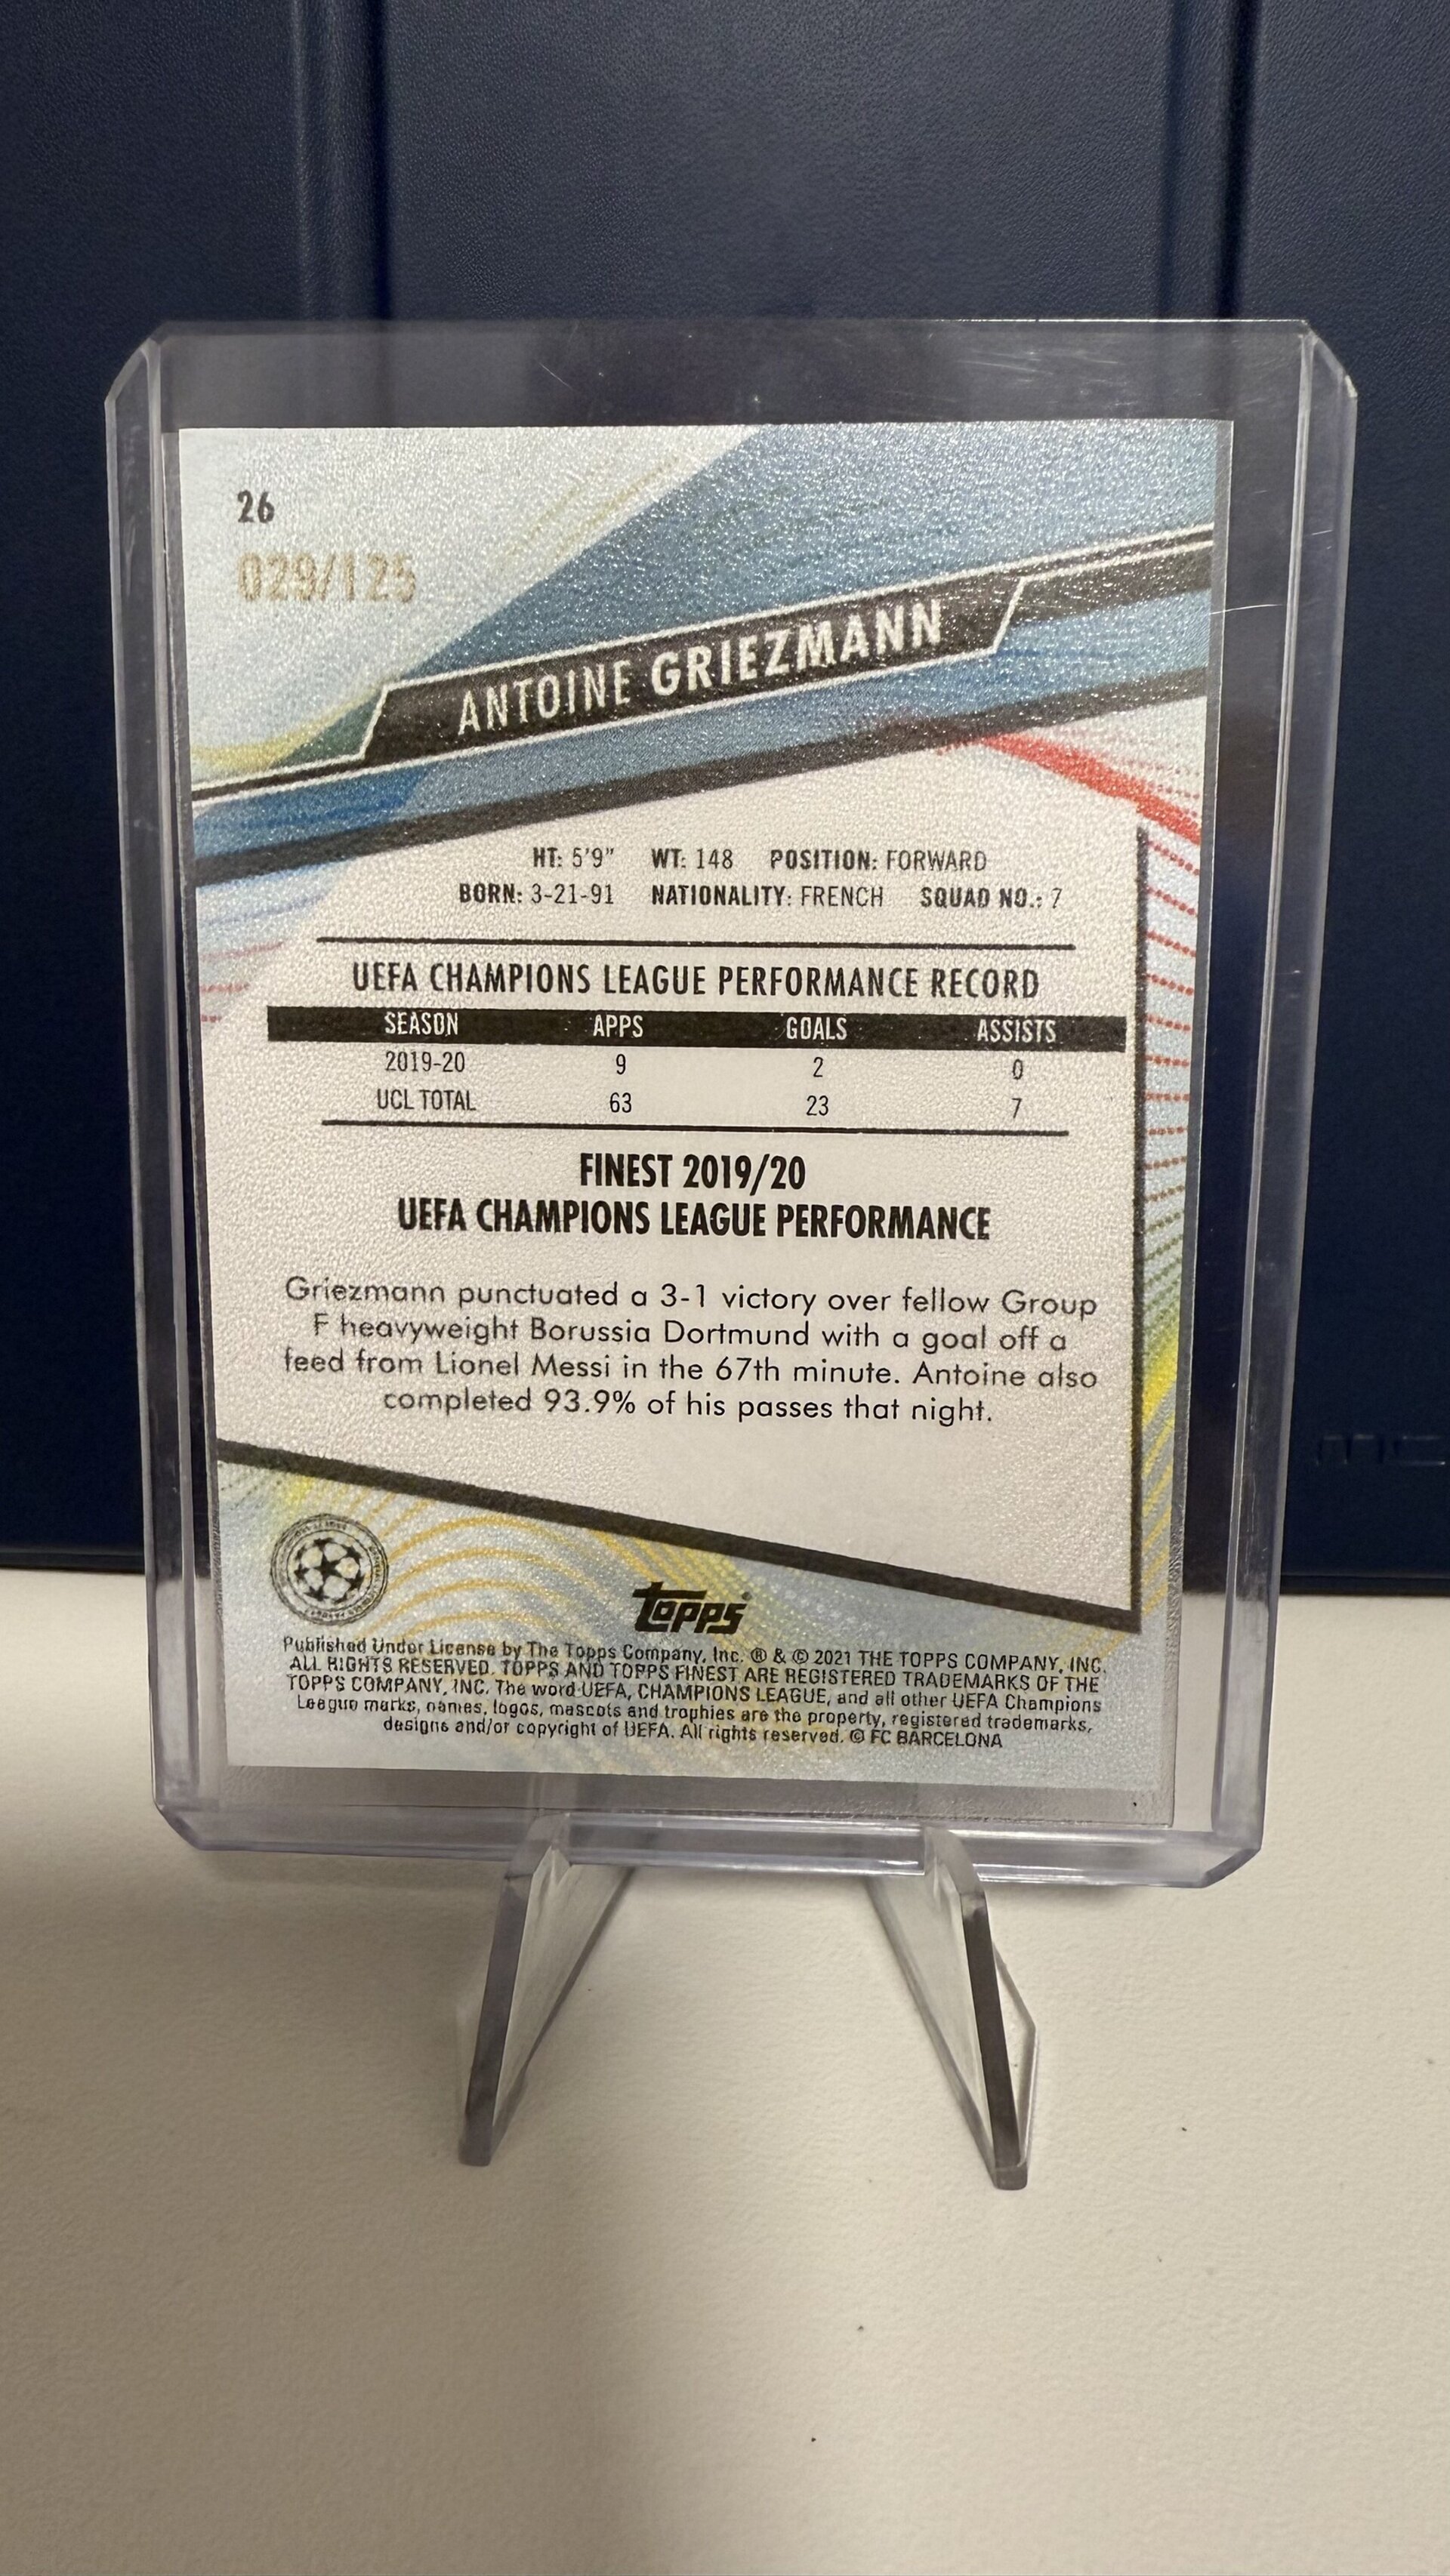 26
029/125
ANTOINE GRIEZMANN
HT: 5'9" WT: 148 POSITION: FORWARD
BORN: 3-21-91 NATIONALITY: FRENCH SQUAD NO.: 7
UEFA CHAMPIONS LEAGUE PERFORMANCE RECORD
SEASON APPS GOALS ASSISTS
2019-20 9 2 0
UCL TOTAL 63 23 7
FINEST 2019/20
UEFA CHAMPIONS LEAGUE PERFORMANCE
Griezmann punctuated a 3-1 victory over fellow Group
F heavyweight Borussia Dortmund with a goal off a
feed from Lionel Messi in the 67th minute. Antoine also
completed 93.9% of his passes that night.
topps
Published Under License by The Topps Company, Inc. ® & © 2021 THE TOPPS COMPANY, INC.
ALL RIGHTS RESERVED. TOPPS AND TOPPS FINEST ARE REGISTERED TRADEMARKS OF THE
TOPPS COMPANY, INC. The word UEFA, CHAMPIONS LEAGUE, and all other UEFA Champions
League marks, names, logos, mascots and trophies are the property, registered trademarks,
designs and/or copyright of UEFA. All rights reserved. © FC BARCELONA